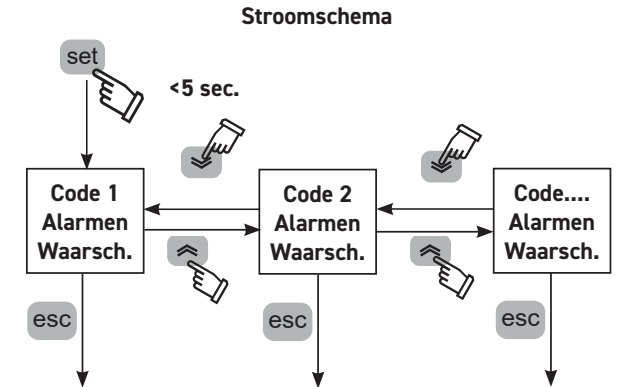 Stroomschema
set
<5 sec.
Code 1
Alarmen
Waarsch.
Code 2
Alarmen
Waarsch.
Code....
Alarmen
Waarsch.
esc
esc
esc